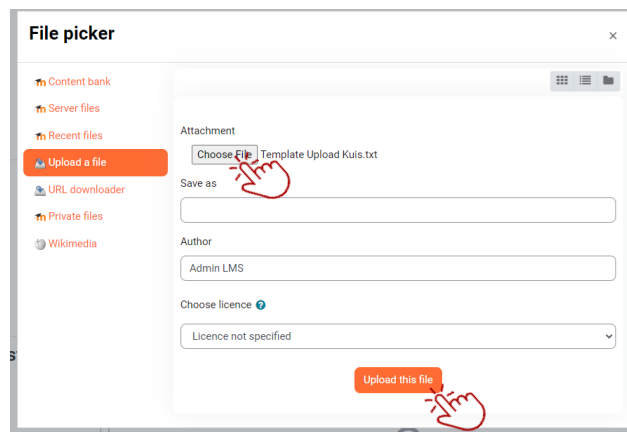 File picker
×
Content bank
Server files
Recent files
Upload a file
URL downloader
Private files
Wikimedia
Attachment
Choose File Template Upload Kuis.txt
Save as
Author
Admin LMS
Choose licence ?
Licence not specified
Upload this file